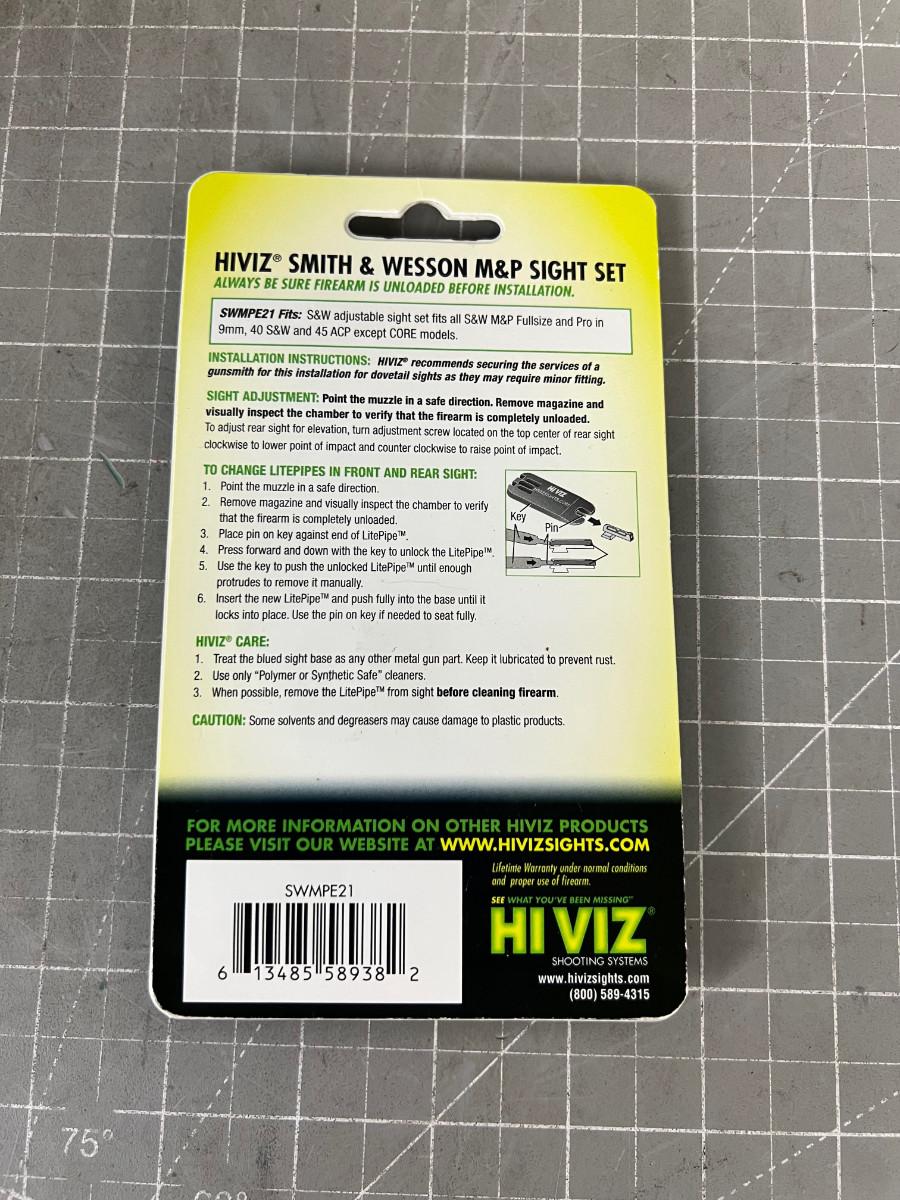 HIVIZ® SMITH & WESSON M&P SIGHT SET
ALWAYS BE SURE FIREARM IS UNLOADED BEFORE INSTALLATION.
SWMPE21 Fits: S&W adjustable sight set fits all S&W M&P Fullsize and Pro in
9mm, 40 S&W and 45 ACP except CORE models.
INSTALLATION INSTRUCTIONS: HIVIZ® recommends securing the services of a
gunsmith for this installation for dovetail sights as they may require minor fitting.
SIGHT ADJUSTMENT: Point the muzzle in a safe direction. Remove magazine and
visually inspect the chamber to verify that the firearm is completely unloaded.
To adjust rear sight for elevation, turn adjustment screw located on the top center of rear sight
clockwise to lower point of impact and counter clockwise to raise point of impact.
TO CHANGE LITEPIPES IN FRONT AND REAR SIGHT:
1. Point the muzzle in a safe direction.
2. Remove magazine and visually inspect the chamber to verify
that the firearm is completely unloaded.
3. Place pin on key against end of LitePipe™.
4. Press forward and down with the key to unlock the LitePipe™.
5. Use the key to push the unlocked LitePipe™ until enough
protrudes to remove it manually.
6. Insert the new LitePipe™ and push fully into the base until it
locks into place. Use the pin on key if needed to seat fully.
HIVIZ
HIVIZSIGHTS.COM
Key
Pin
HIVIZ® CARE:
1. Treat the blued sight base as any other metal gun part. Keep it lubricated to prevent rust.
2. Use only “Polymer or Synthetic Safe” cleaners.
3. When possible, remove the LitePipe™ from sight before cleaning firearm.
CAUTION: Some solvents and degreasers may cause damage to plastic products.
FOR MORE INFORMATION ON OTHER HIVIZ PRODUCTS
PLEASE VISIT OUR WEBSITE AT WWW.HIVIZSIGHTS.COM
SWMPE21
6 13485 58938 2
Lifetime Warranty under normal conditions
and proper use of firearm.
SEE WHAT YOU'VE BEEN MISSING™
HI VIZ®
SHOOTING SYSTEMS
www.hivizsights.com
(800) 589-4315
75°